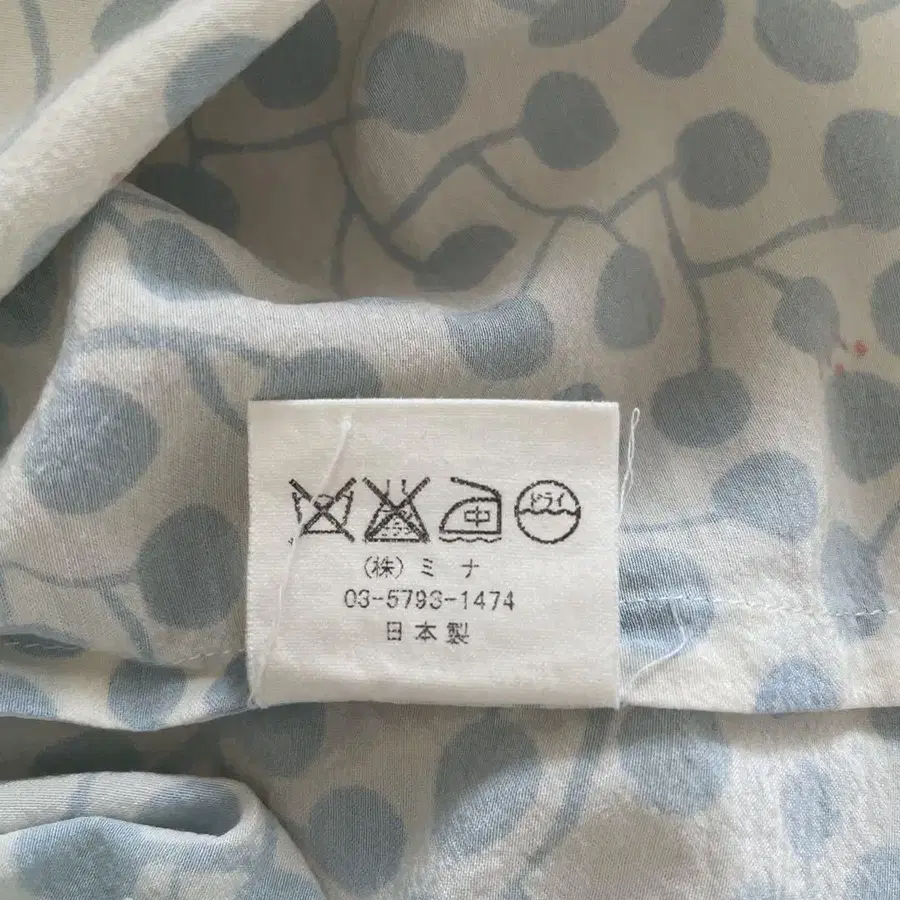 中 ドライ
(株)ミナ
03-5793-1474
日本製